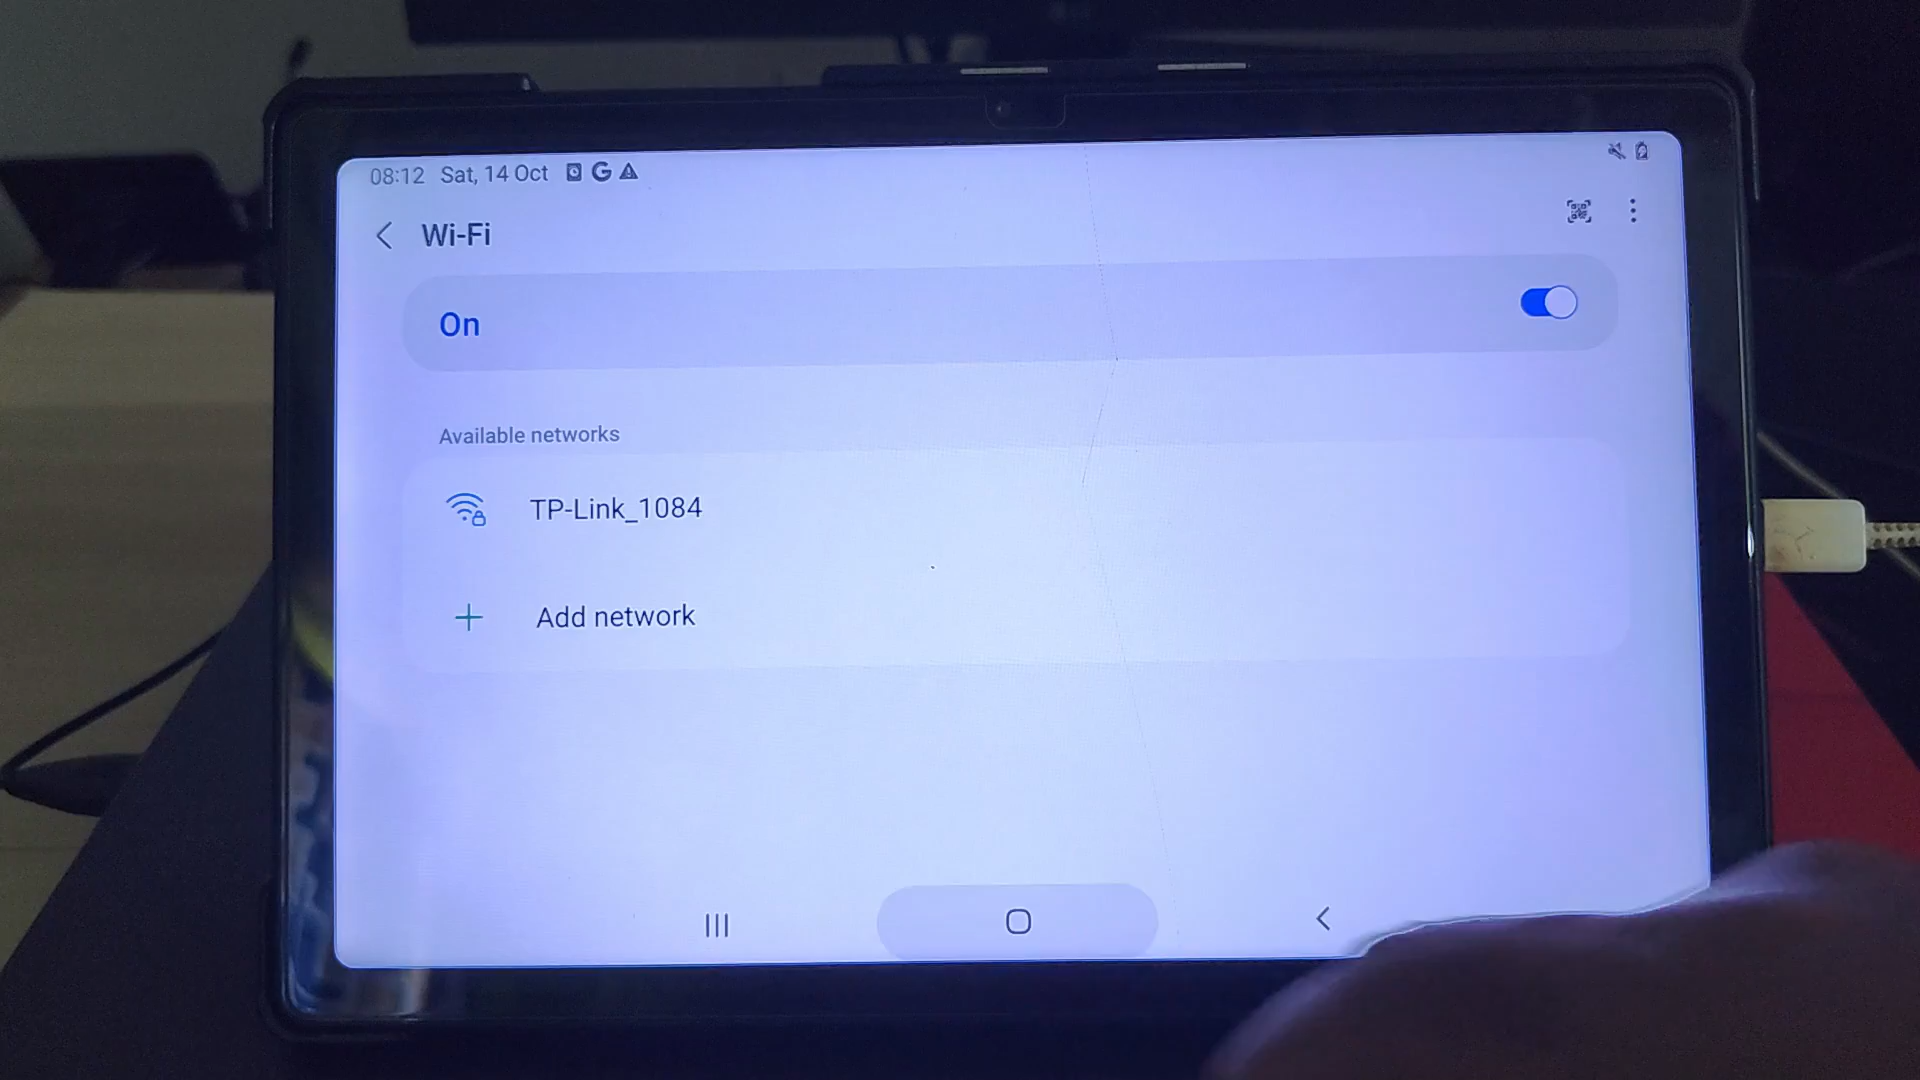 08:12 Sat, 14 Oct G
Wi-Fi
On
Available networks
TP-Link_1084
Add network